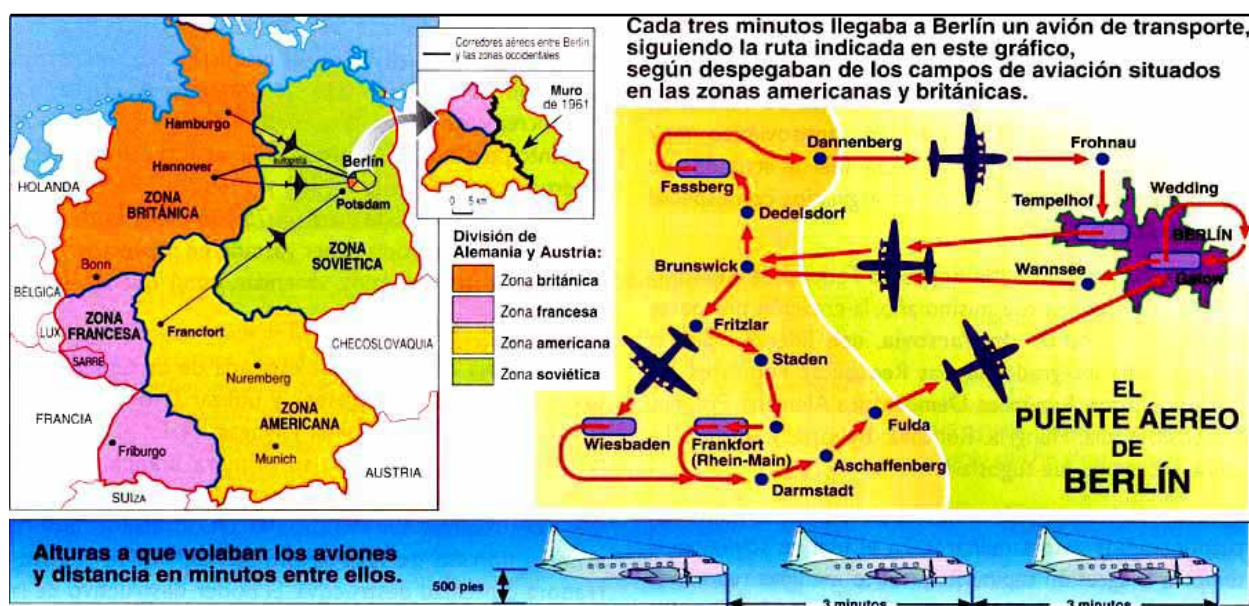 Cada tres minutos llegaba a Berlín un avión de transporte,
siguiendo la ruta indicada en este gráfico,
según despegaban de los campos de aviación situados
en las zonas americanas y británicas.
Corredores aéreos entre Berlín
y las zonas occidentales
Muro
de 1961
0 5 km
Hamburgo
Hannover
autopista
Berlín
Potsdam
HOLANDA
ZONA
BRITÁNICA
ZONA
SOVIÉTICA
Bonn
BÉLGICA
ZONA
FRANCESA
LUX
SARRE
Francfort
CHECOSLOVAQUIA
Nuremberg
FRANCIA
ZONA
AMERICANA
Friburgo
Munich
AUSTRIA
SUIZA
División de
Alemania y Austria:
Zona británica
Zona francesa
Zona americana
Zona soviética
Dannenberg
Frohnau
Fassberg
Wedding
Tempelhof
Dedelsdorf
BERLÍN
Brunswick
Wannsee
Gatow
Fritzlar
Staden
Fulda
Wiesbaden
Frankfort
(Rhein-Main)
Aschaffenberg
Darmstadt
EL
PUENTE ÁEREO
DE
BERLÍN
Alturas a que volaban los aviones
y distancia en minutos entre ellos.
500 pies
3 minutos
3 minutos